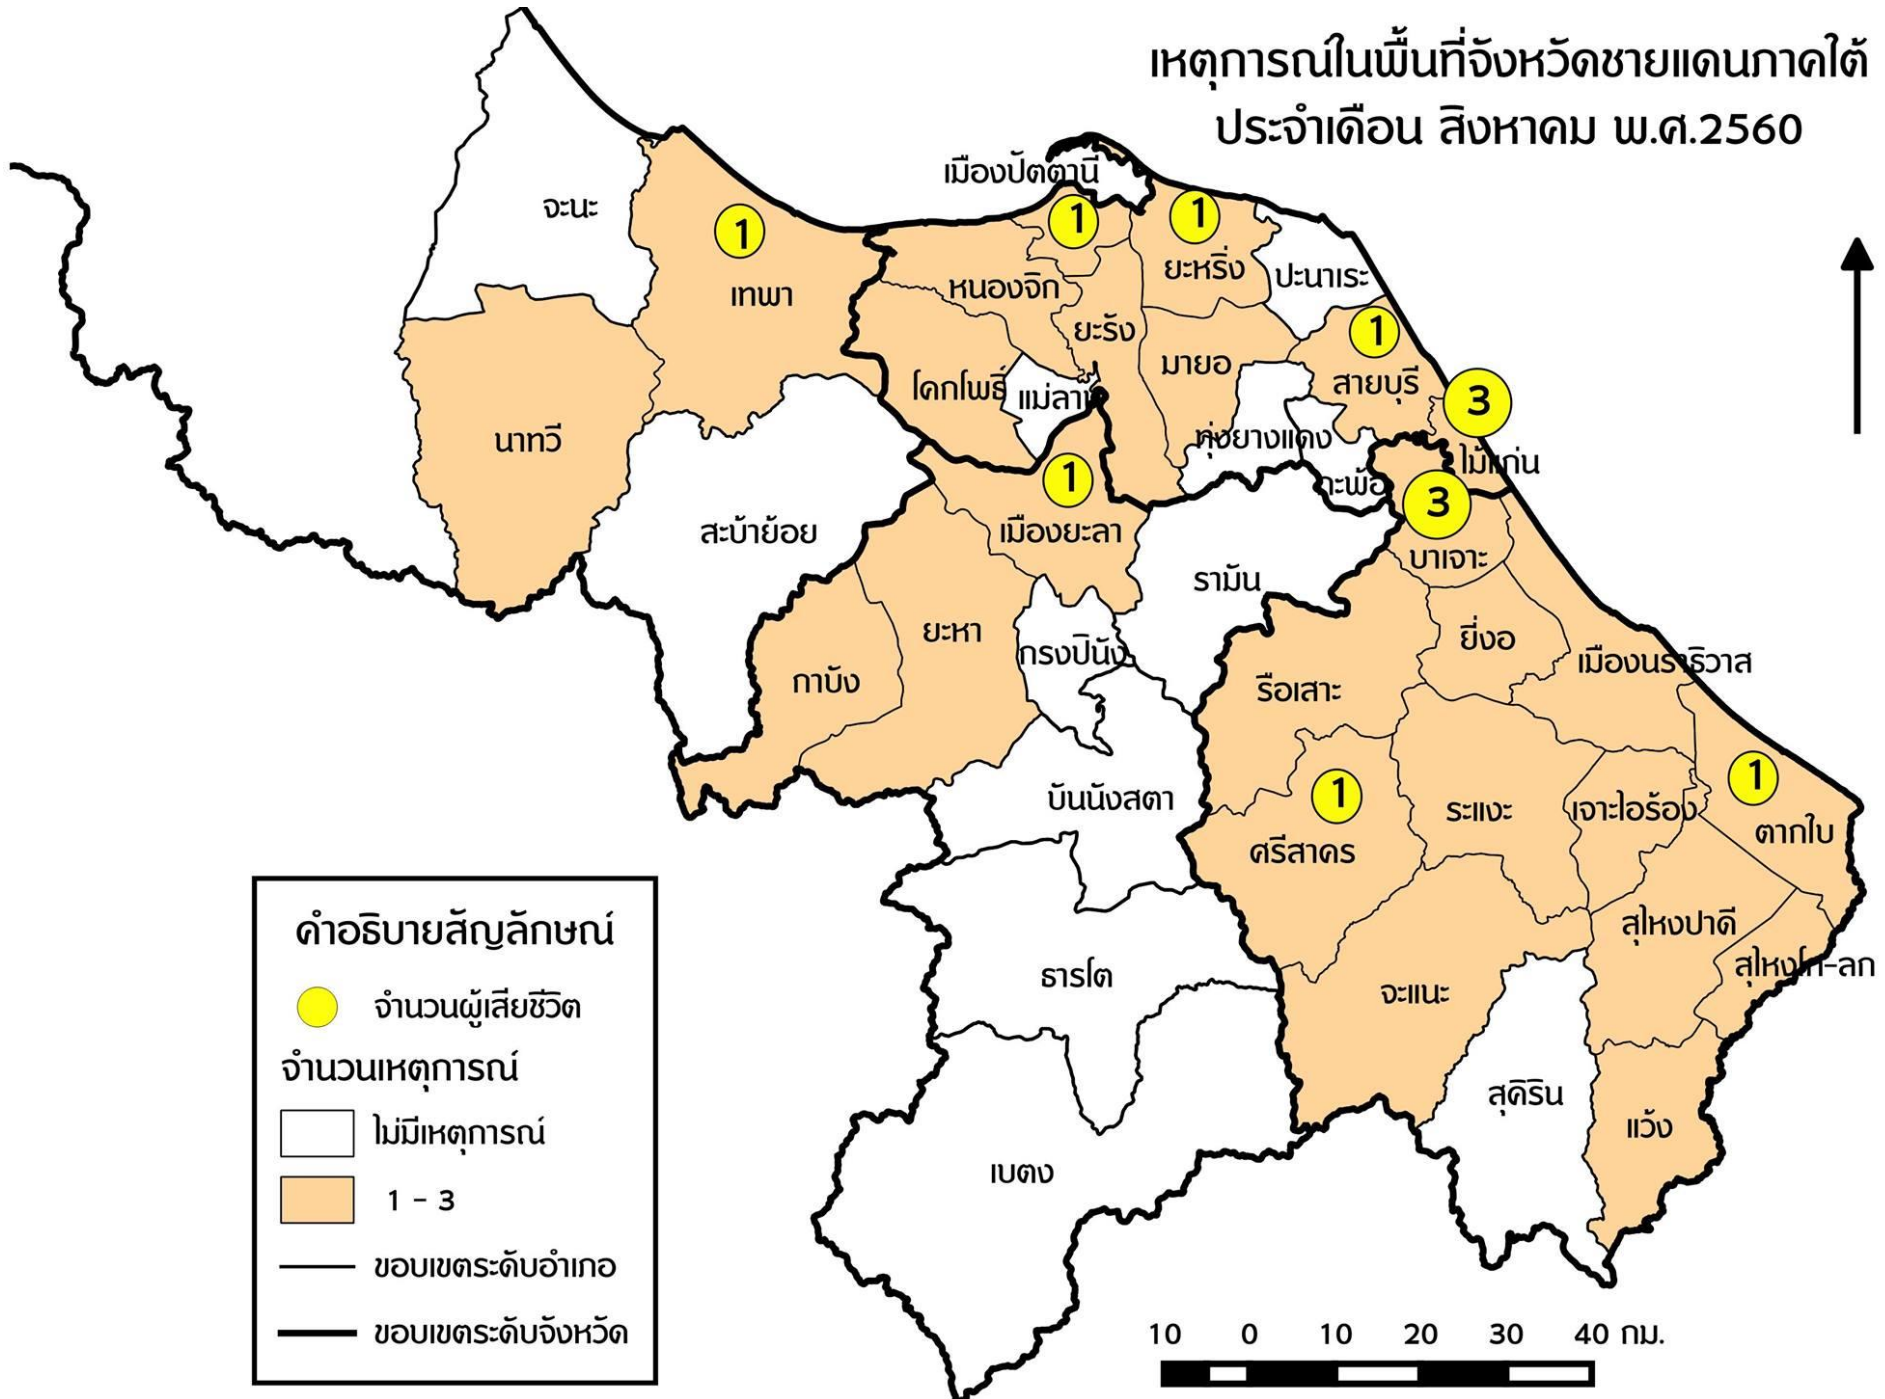 เหตุการณ์ในพื้นที่จังหวัดชายแดนภาคใต้
ประจำเดือน สิงหาคม พ.ศ.2560
เมืองปัตตานี
จะนะ
1
1
1
เทพา
หนองจิก
ยะหริ่ง
ปะนาเระ
ยะรัง
1
มายอ
สายบุรี
โคกโพธิ์
แม่ลาน
3
นาทวี
ทุ่งยางแดง
ไม้แก่น
1
กะพ้อ
3
สะบ้าย้อย
เมืองยะลา
บาเจาะ
รามัน
ยะหา
กรงปินัง
ยี่งอ
เมืองนราธิวาส
กาบัง
รือเสาะ
1
1
บันนังสตา
ระแงะ
เจาะไอร้อง
ตากใบ
ศรีสาคร
สุไหงปาดี
สุไหงโก-ลก
ธารโต
จะแนะ
สุคิริน
แว้ง
เบตง
คำอธิบายสัญลักษณ์
จำนวนผู้เสียชีวิต
จำนวนเหตุการณ์
ไม่มีเหตุการณ์
1 - 3
ขอบเขตระดับอำเภอ
ขอบเขตระดับจังหวัด
10 0 10 20 30 40 กม.